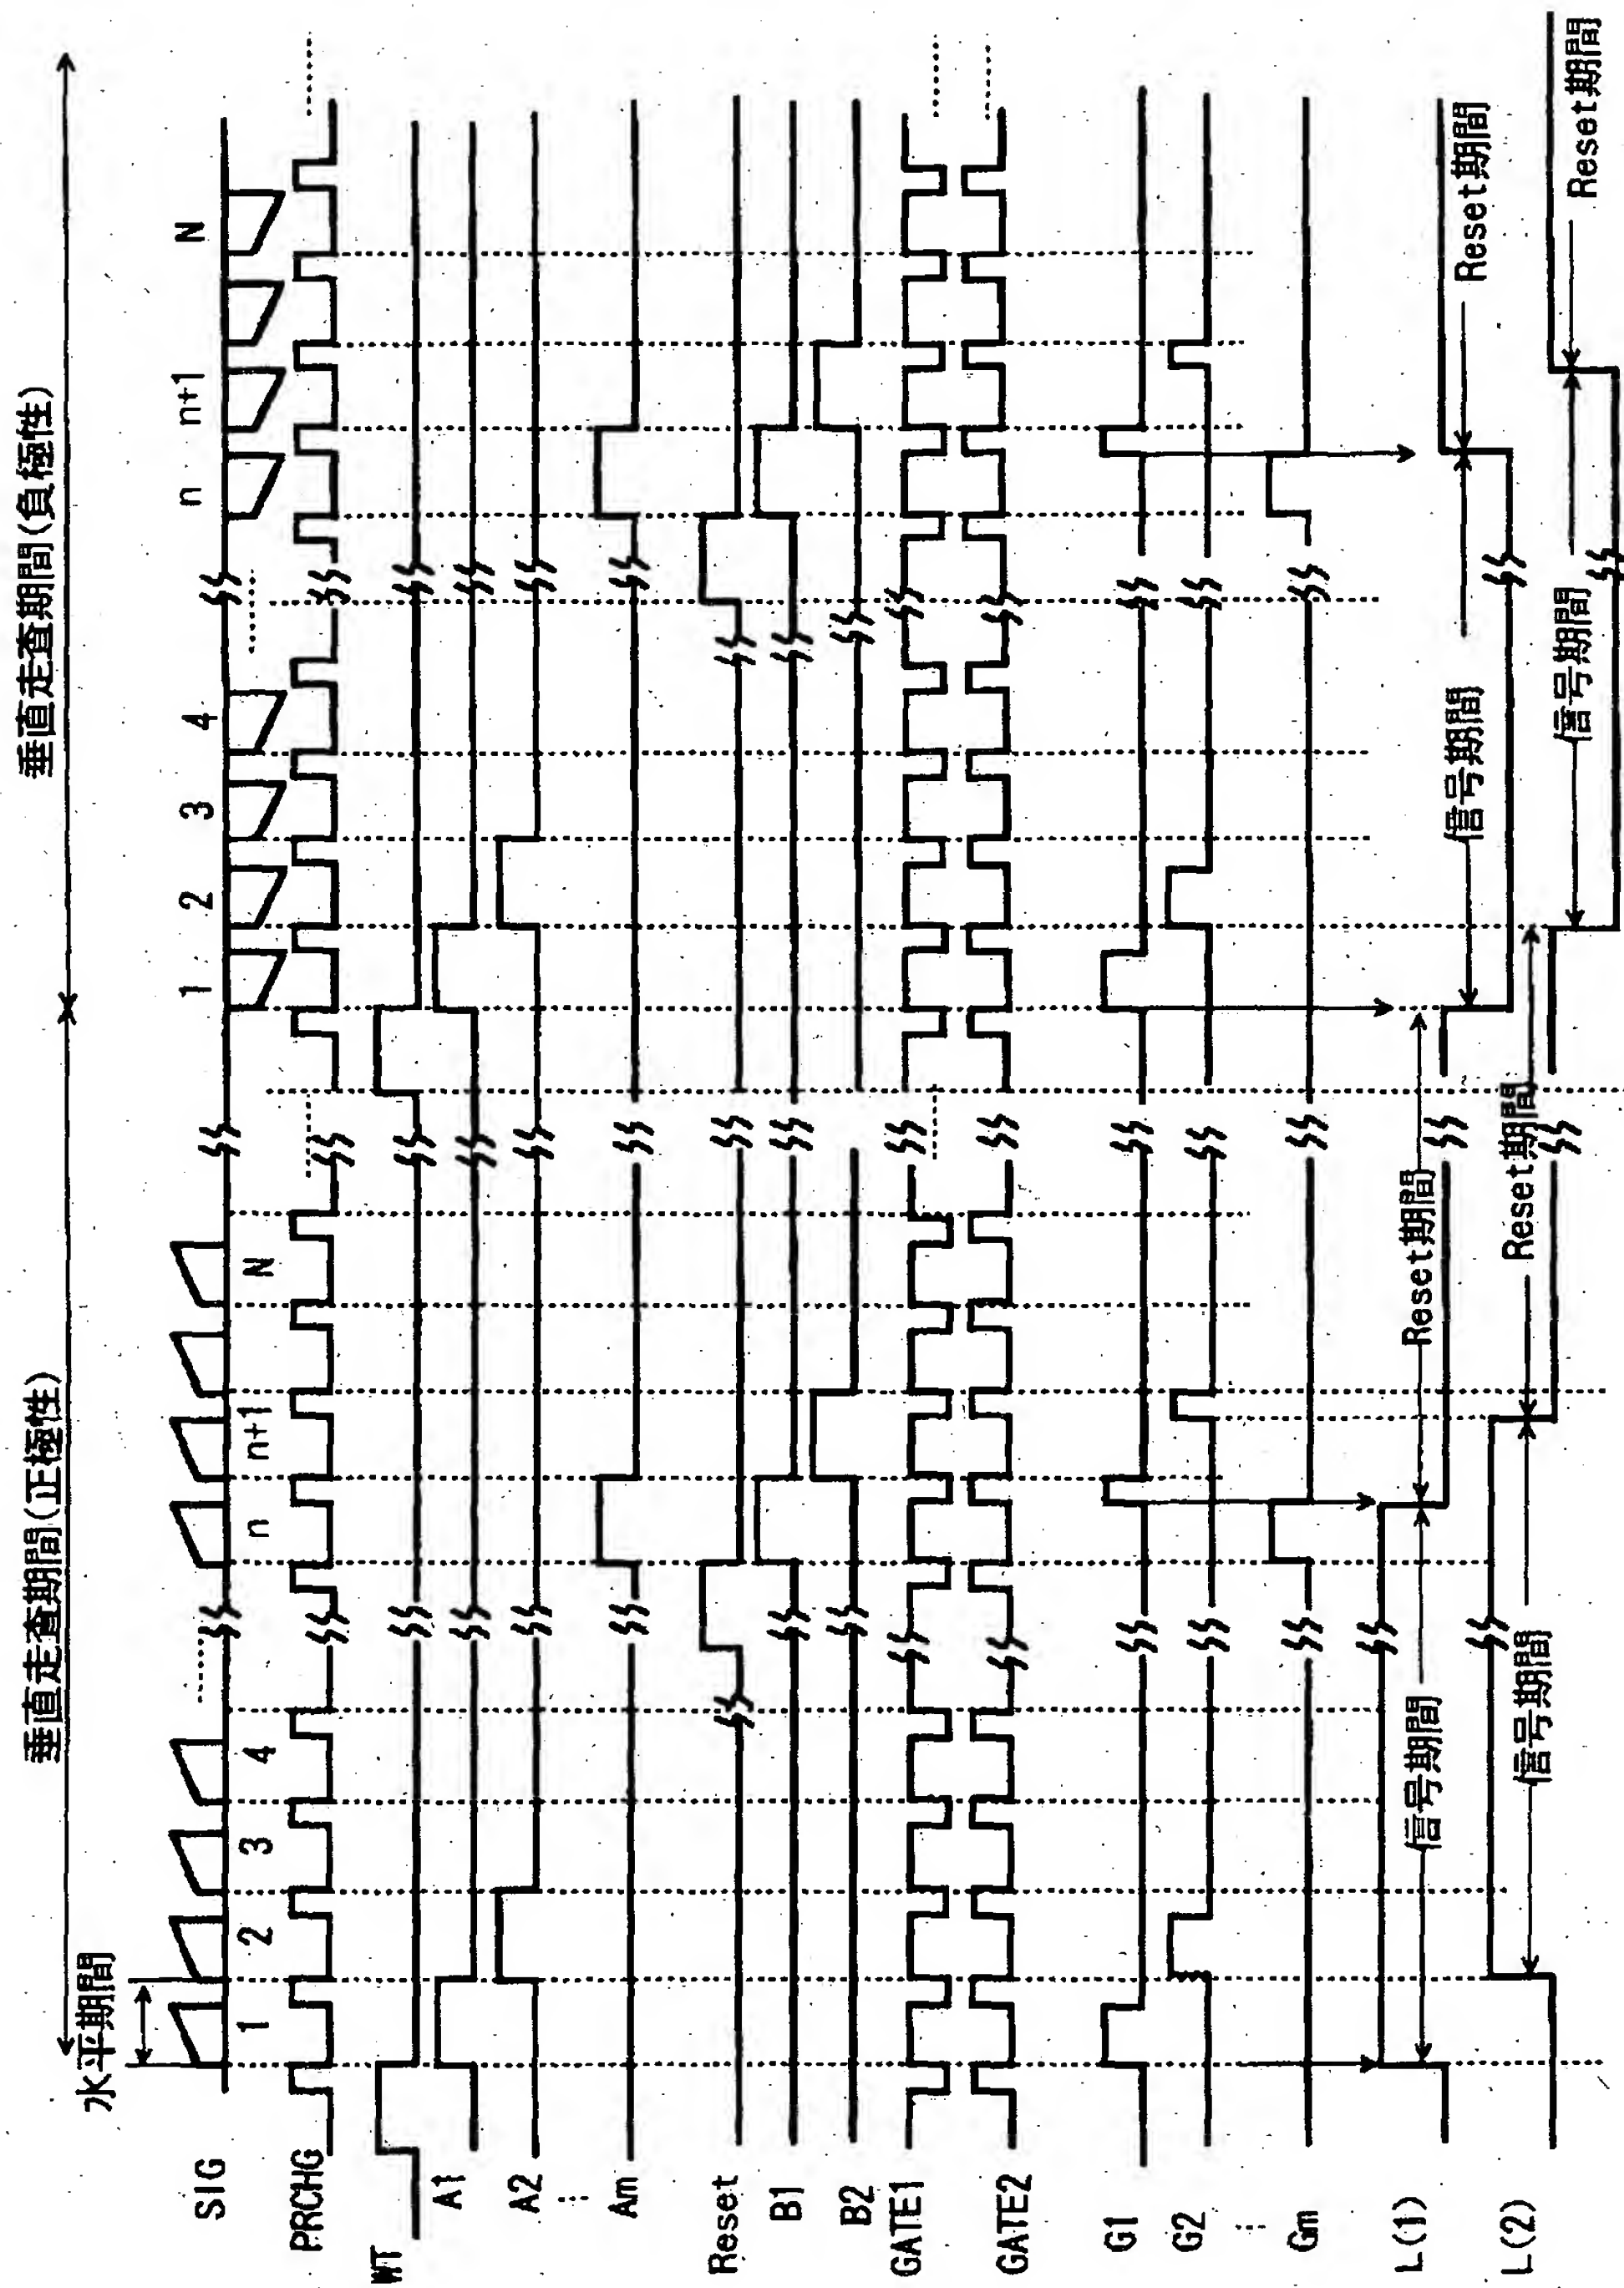 垂直走査期間(正極性)
垂直走査期間(負極性)
水平期間
SIG
1 2 3 4 n n+1 N
1 2 3 4 n n+1 N
PRCHG
WT
A1
A2
Am
Reset
B1
B2
GATE1
GATE2
G1
G2
Gm
L(1)
信号期間
Reset期間
信号期間
Reset期間
L(2)
信号期間
Reset期間
信号期間
Reset期間